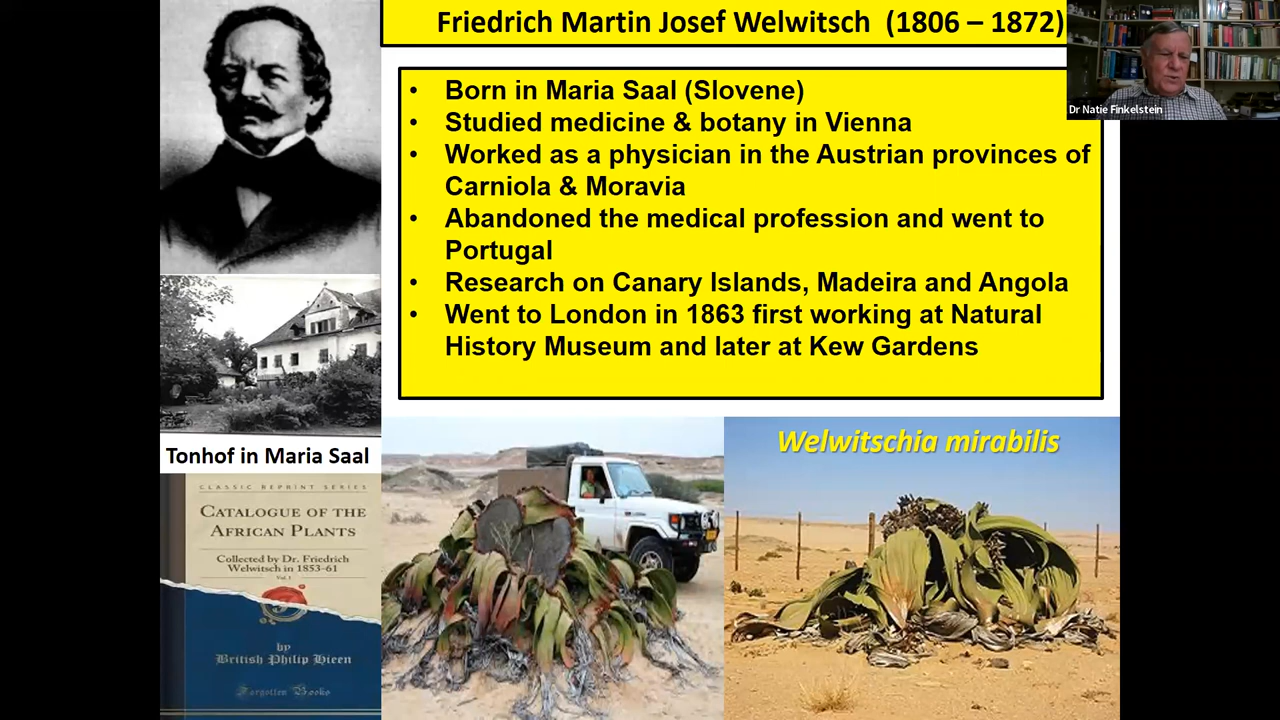 Friedrich Martin Josef Welwitsch (1806 – 1872)
Dr Natie Finkelstein
• Born in Maria Saal (Slovene)
• Studied medicine & botany in Vienna
• Worked as a physician in the Austrian provinces of
Carniola & Moravia
• Abandoned the medical profession and went to
Portugal
• Research on Canary Islands, Madeira and Angola
• Went to London in 1863 first working at Natural
History Museum and later at Kew Gardens
Tonhof in Maria Saal
Welwitschia mirabilis
CLASSIC REPRINT SERIES
CATALOGUE OF THE
AFRICAN PLANTS
Collected by Dr. Friedrich
Welwitsch in 1853-61
Vol. 1
by
British Philip Hieen
Forgotten Books